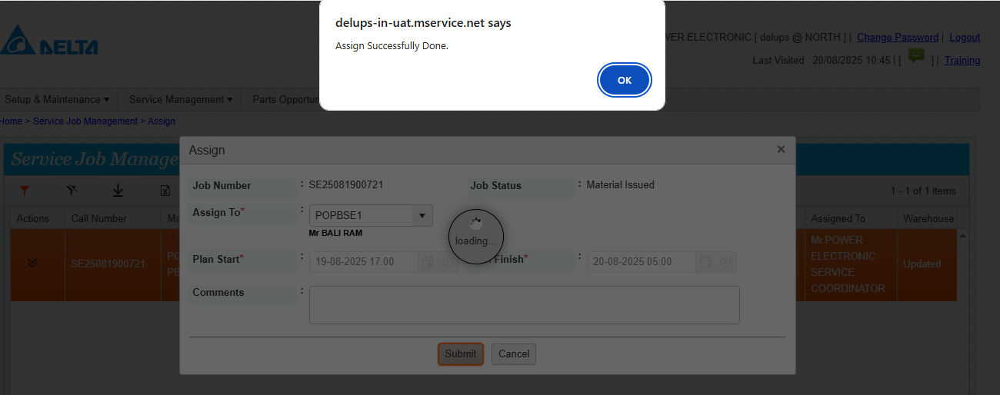 delups-in-uat.mservice.net says
Assign Successfully Done.
OK
DELTA
WER ELECTRONIC [ delups @ NORTH ] | Change Password | Logout
Last Visited : 20/08/2025 10:45 | [ ] | Training
Setup & Maintenance Service Management Parts Opportu
Home > Service Job Management > Assign
Service Job Manage
1 - 1 of 1 items
Actions Call Number Ma Assigned To Warehouse
SE25081900721
PO
PB
Mr.POWER
ELECTRONIC
SERVICE
COORDINATOR
Updated
Assign
Job Number : SE25081900721 Job Status : Material Issued
Assign To* : POPBSE1
Mr BALI RAM
loading...
Plan Start* : 19-08-2025 17:00 Finish* : 20-08-2025 05:00
Comments :
Submit Cancel